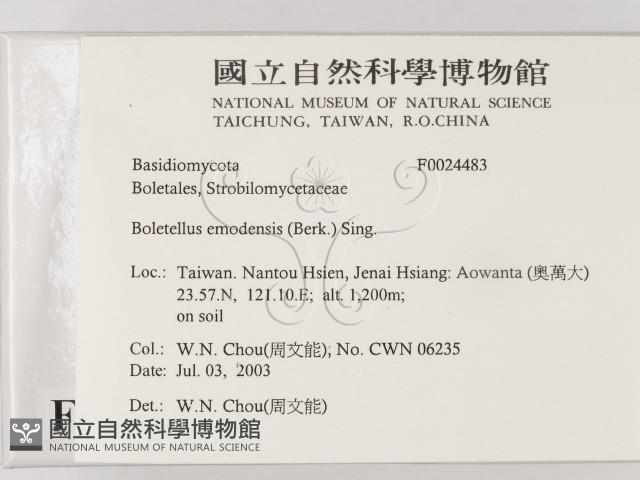 國立自然科學博物館
NATIONAL MUSEUM OF NATURAL SCIENCE
TAICHUNG, TAIWAN, R.O.CHINA
Basidiomycota F0024483
Boletales, Strobilomycetaceae
Boletellus emodensis (Berk.) Sing.
Loc.: Taiwan. Nantou Hsien, Jenai Hsiang: Aowanta (奧萬大)
23.57.N, 121.10.E; alt. 1,200m;
on soil
Col.: W.N. Chou(周文能); No. CWN 06235
Date: Jul. 03, 2003
Det.: W.N. Chou(周文能)
F
國立自然科學博物館
NATIONAL MUSEUM OF NATURAL SCIENCE